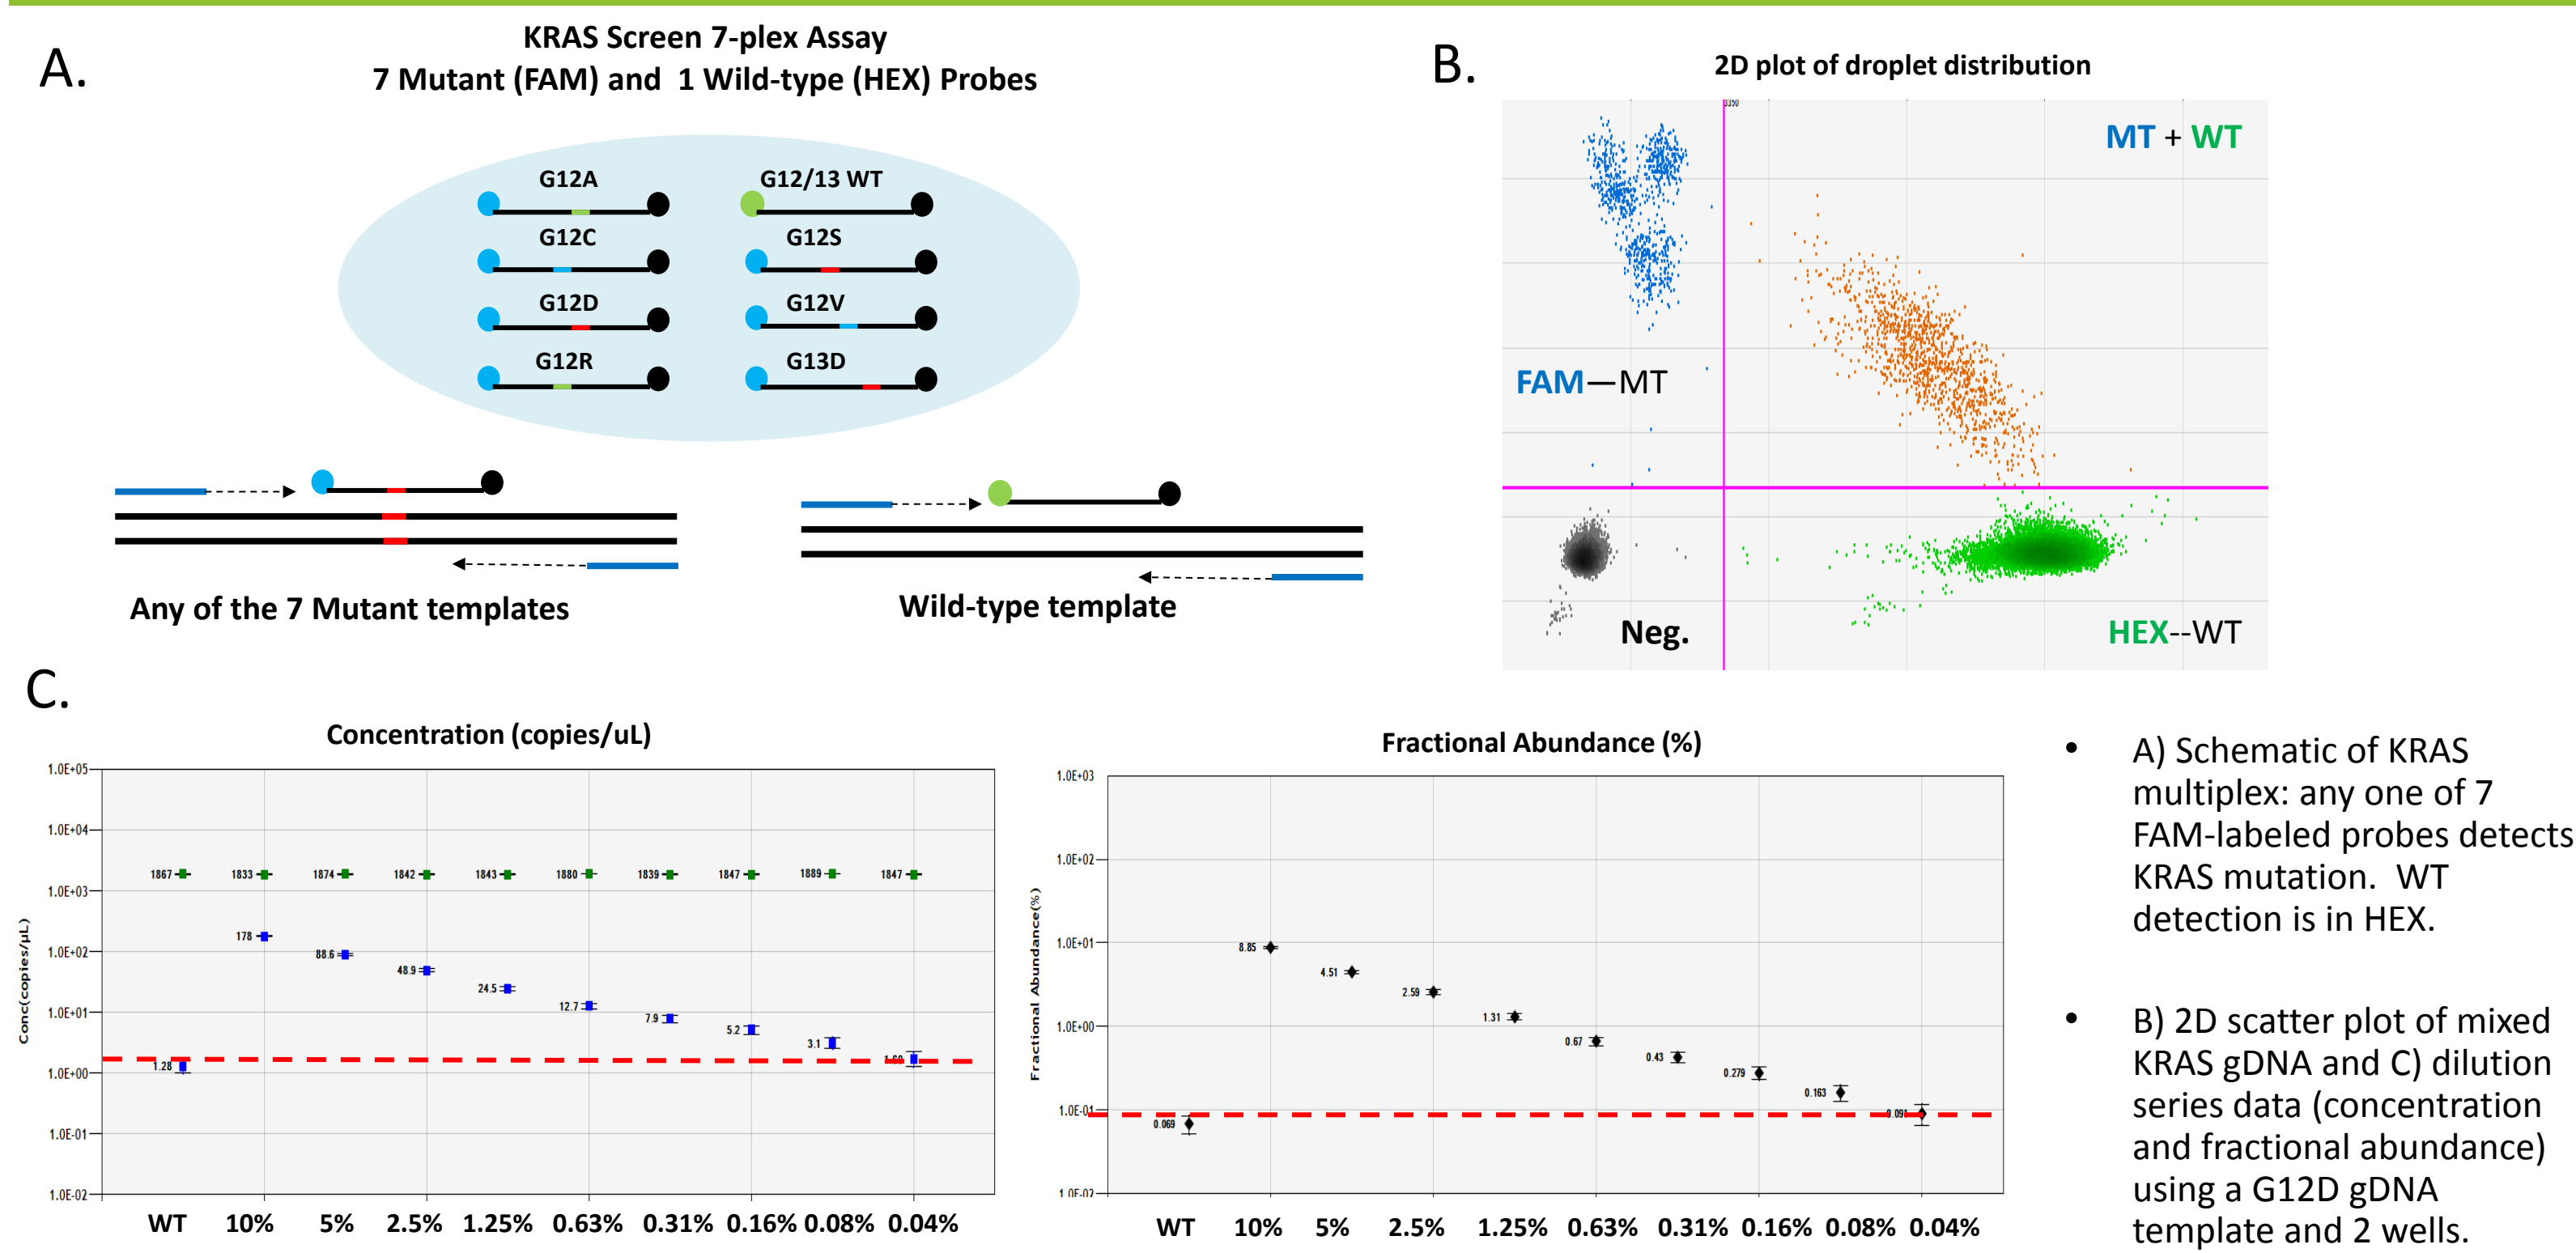 A.
KRAS Screen 7-plex Assay
7 Mutant (FAM) and 1 Wild-type (HEX) Probes
G12A
G12/13 WT
G12C
G12S
G12D
G12V
G12R
G13D
Any of the 7 Mutant templates
Wild-type template
B.
2D plot of droplet distribution
3350
MT + WT
FAM—MT
Neg.
HEX--WT
C.
Concentration (copies/uL)
Conc(copies/µL)
1.0E+05
1.0E+04
1.0E+03
1.0E+02
1.0E+01
1.0E+00
1.0E-01
1.0E-02
1867
1833
1874
1842
1843
1880
1839
1847
1889
1847
178
88.6
48.9
24.5
12.7
7.9
5.2
3.1
1.60
1.28
WT 10% 5% 2.5% 1.25% 0.63% 0.31% 0.16% 0.08% 0.04%
Fractional Abundance (%)
Fractional Abundance(%)
1.0E+03
1.0E+02
1.0E+01
1.0E+00
1.0E-01
1.0E-02
8.85
4.51
2.59
1.31
0.67
0.43
0.279
0.163
0.091
0.069
WT 10% 5% 2.5% 1.25% 0.63% 0.31% 0.16% 0.08% 0.04%
• A) Schematic of KRAS
multiplex: any one of 7
FAM-labeled probes detects
KRAS mutation. WT
detection is in HEX.
• B) 2D scatter plot of mixed
KRAS gDNA and C) dilution
series data (concentration
and fractional abundance)
using a G12D gDNA
template and 2 wells.